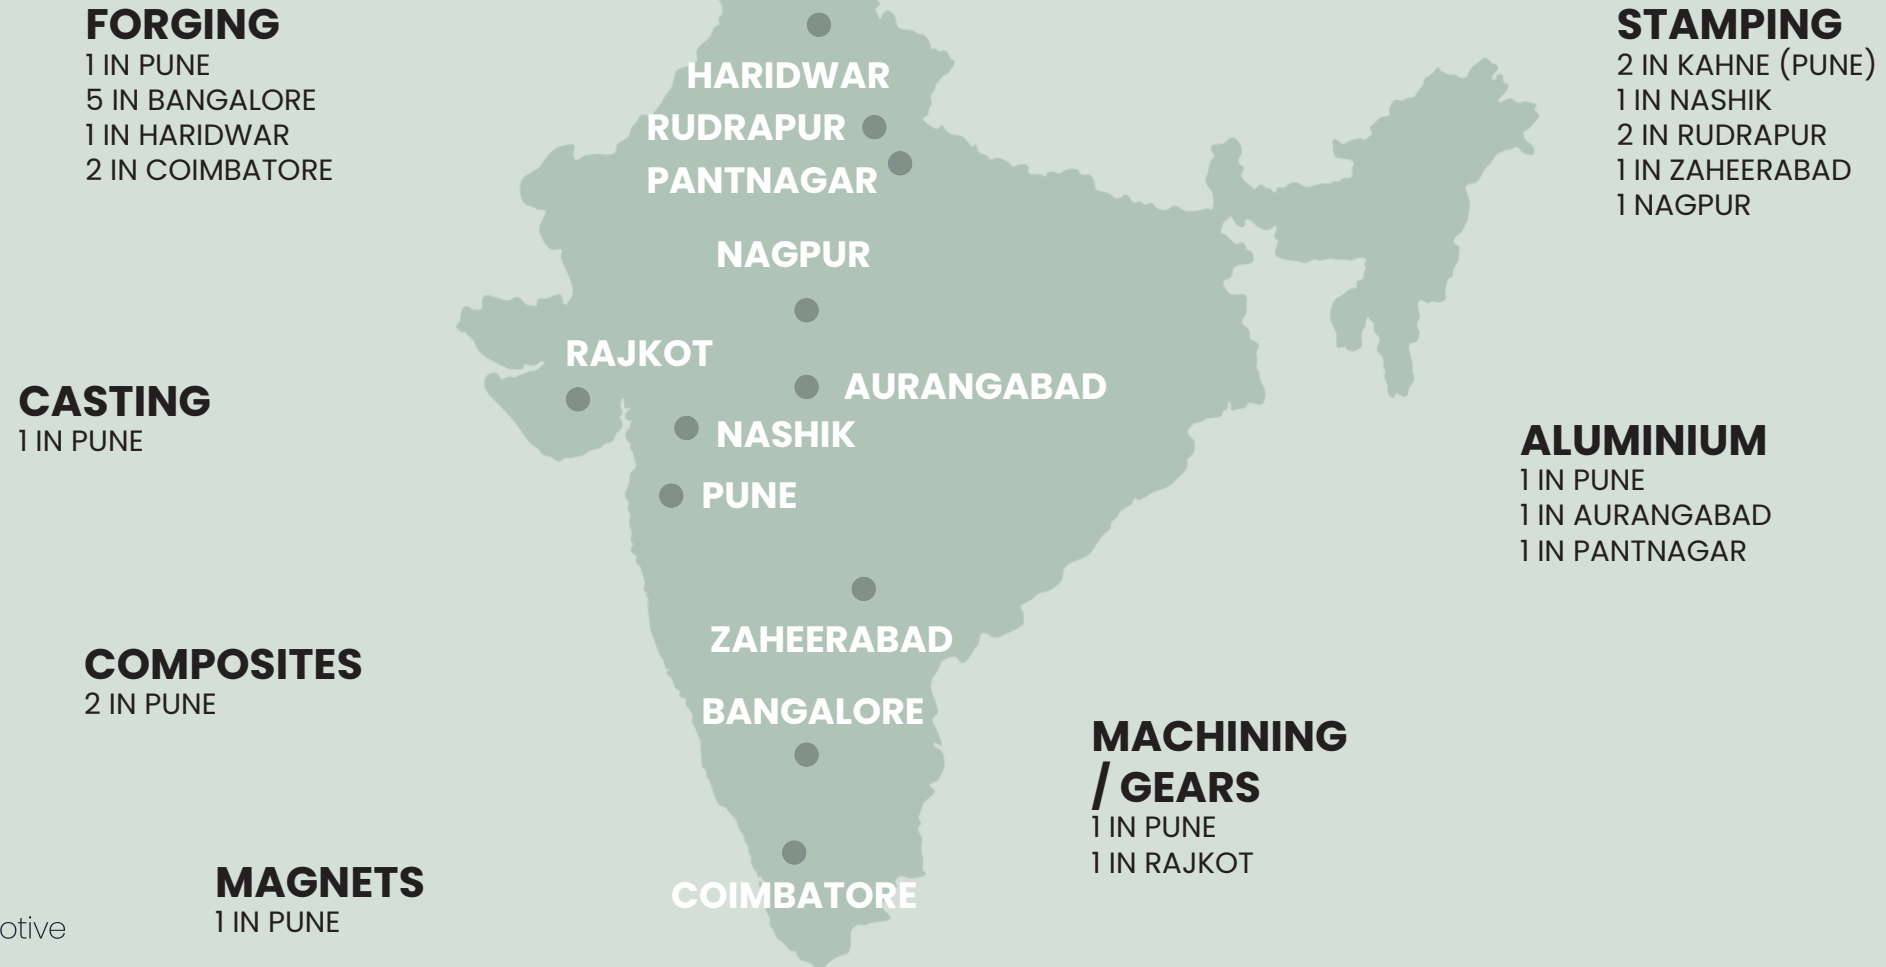 FORGING
1 IN PUNE
5 IN BANGALORE
1 IN HARIDWAR
2 IN COIMBATORE
STAMPING
2 IN KAHNE (PUNE)
1 IN NASHIK
2 IN RUDRAPUR
1 IN ZAHEERABAD
1 NAGPUR
HARIDWAR
RUDRAPUR
PANTNAGAR
NAGPUR
RAJKOT
AURANGABAD
NASHIK
PUNE
ZAHEERABAD
BANGALORE
COIMBATORE
CASTING
1 IN PUNE
ALUMINIUM
1 IN PUNE
1 IN AURANGABAD
1 IN PANTNAGAR
COMPOSITES
2 IN PUNE
MACHINING
/ GEARS
1 IN PUNE
1 IN RAJKOT
MAGNETS
1 IN PUNE
otive